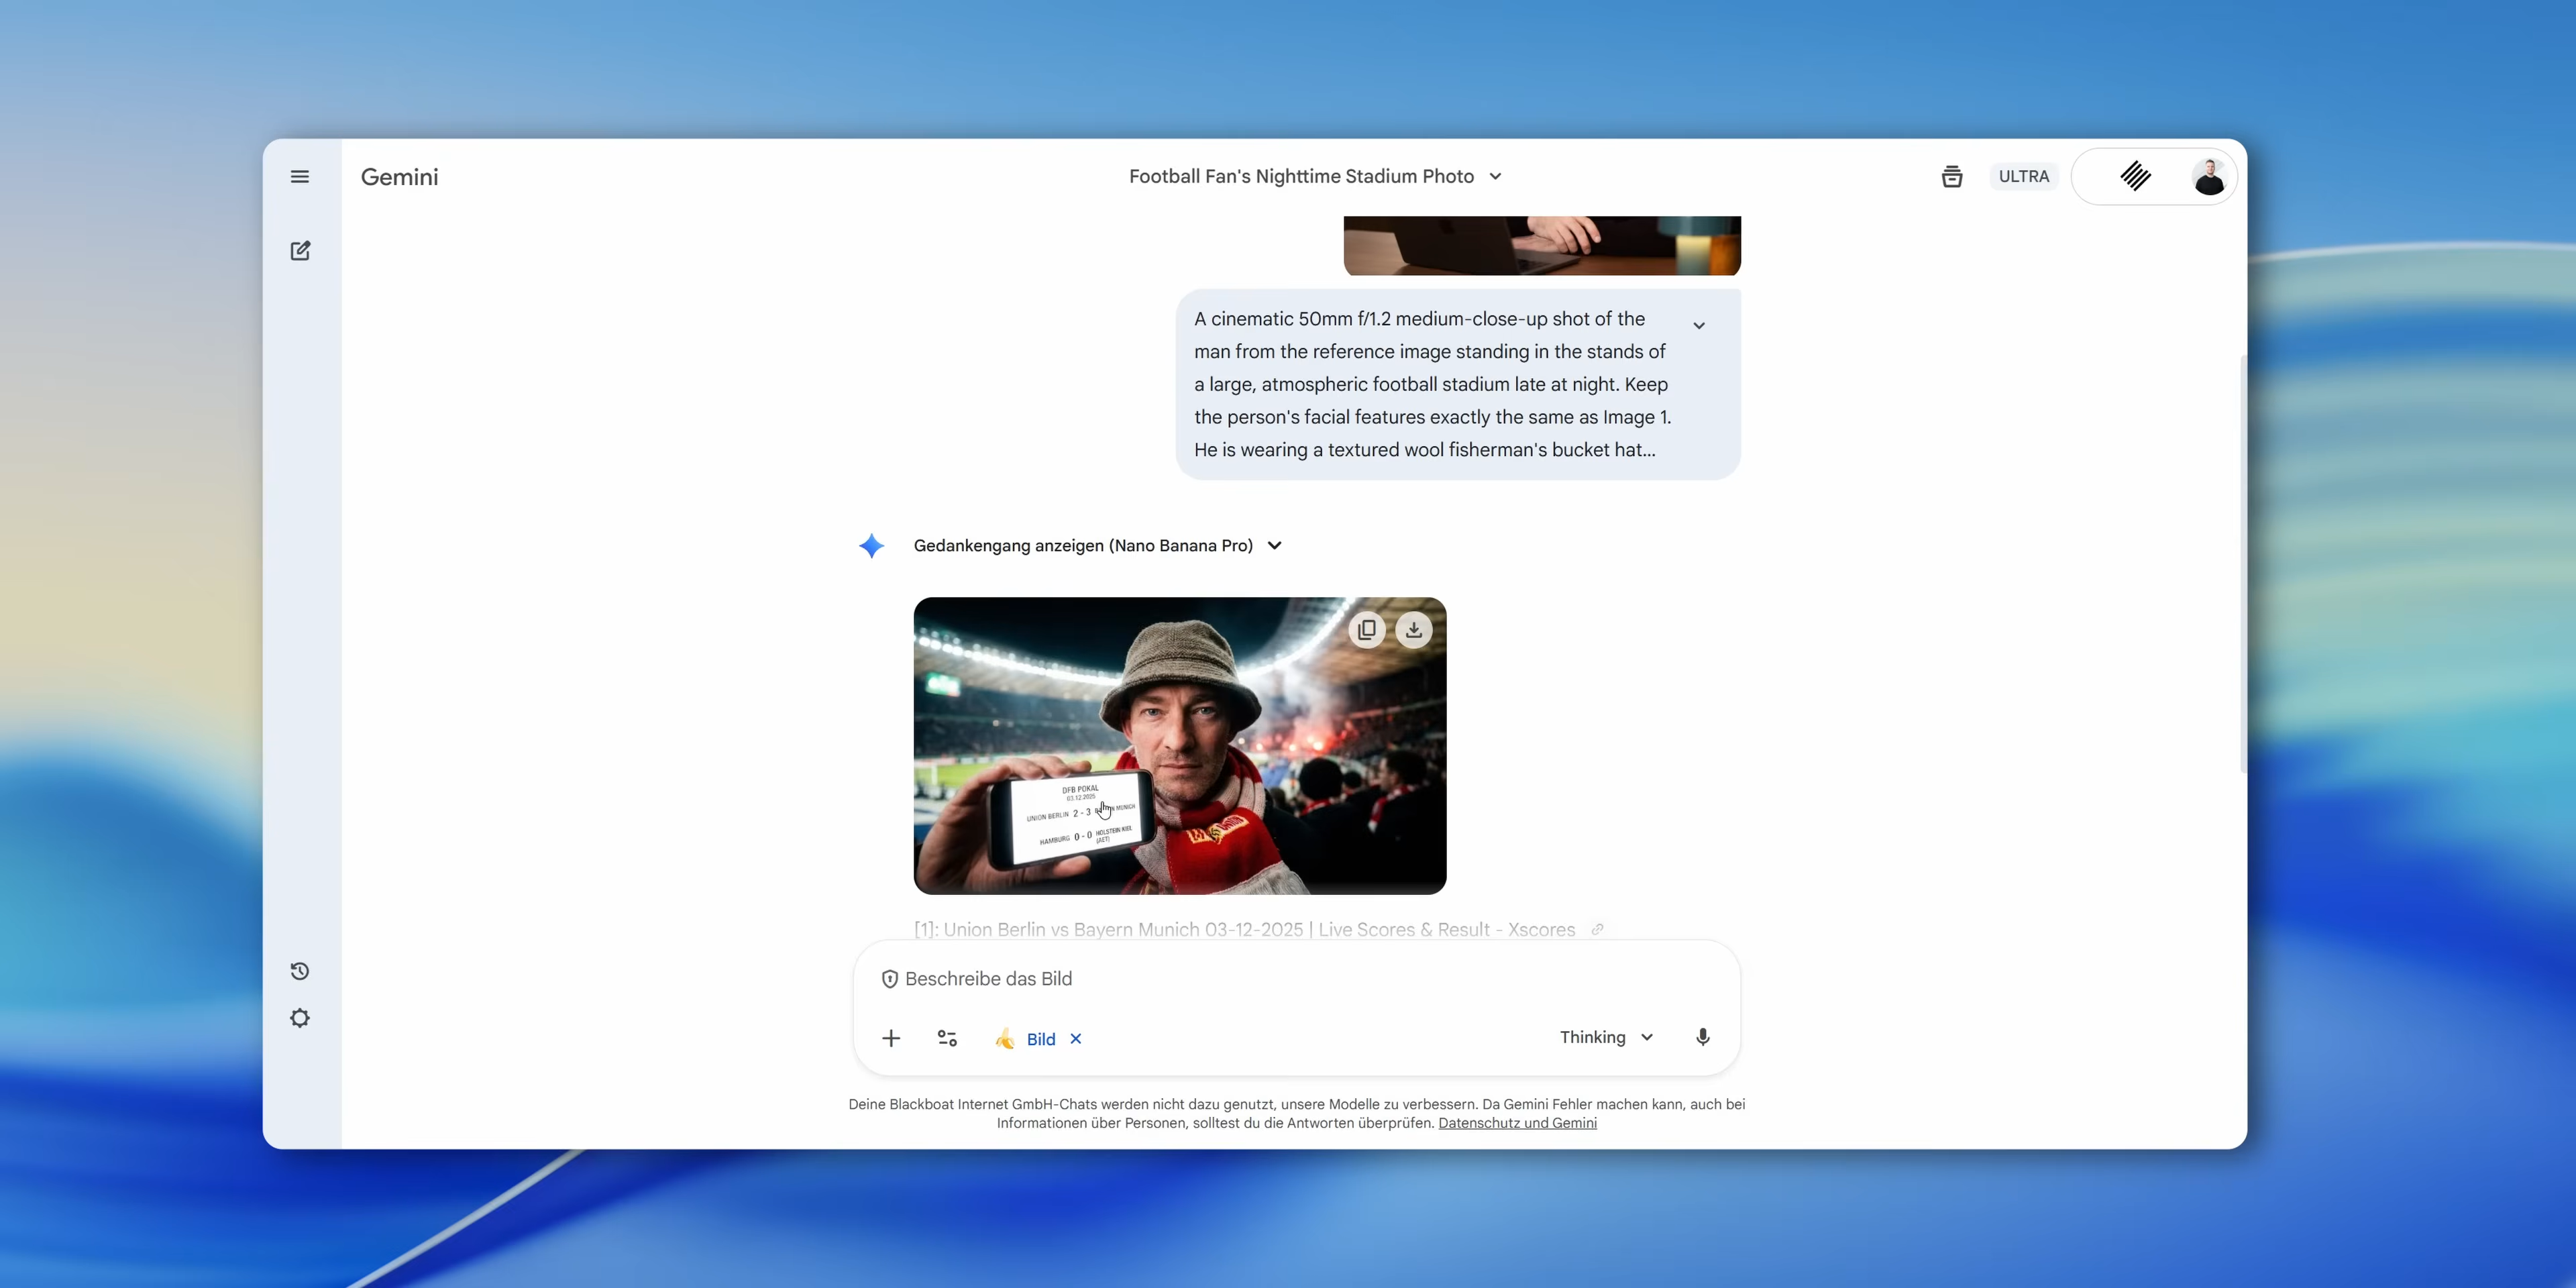 Gemini
Football Fan's Nighttime Stadium Photo
ULTRA
A cinematic 50mm f/1.2 medium-close-up shot of the
man from the reference image standing in the stands of
a large, atmospheric football stadium late at night. Keep
the person's facial features exactly the same as Image 1.
He is wearing a textured wool fisherman's bucket hat...
Gedankengang anzeigen (Nano Banana Pro)
DFB POKAL
03.12.2025
UNION BERLIN 2 - 3 MUNICH
HAMBURG 0 - 0 HOLSTEIN KIEL
(AET)
[1]: Union Berlin vs Bayern Munich 03-12-2025 | Live Scores & Result - Xscores
Beschreibe das Bild
Bild
Thinking
Deine Blackboat Internet GmbH-Chats werden nicht dazu genutzt, unsere Modelle zu verbessern. Da Gemini Fehler machen kann, auch bei
Informationen über Personen, solltest du die Antworten überprüfen. Datenschutz und Gemini